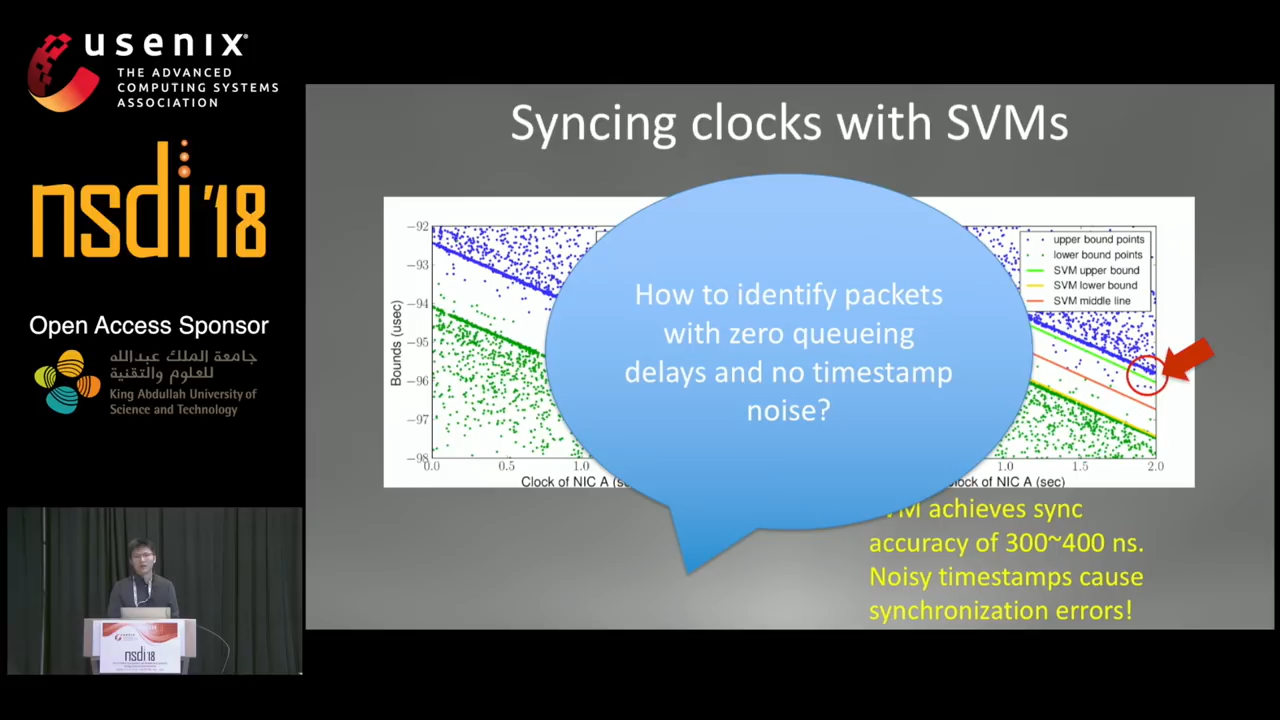 usenix
THE ADVANCED
COMPUTING SYSTEMS
ASSOCIATION
nsdi '18
Open Access Sponsor
جامعة الملك عبدالله
للعلوم والتقنية
King Abdullah University
of Science and Technology
Syncing clocks with SVMs
−92
−93
−94
−95
−96
−97
−98
Bounds (usec)
0.0 0.5 1.0
Clock of NIC A
upper bound points
lower bound points
SVM upper bound
SVM lower bound
SVM middle line
1.0 1.5 2.0
lock of NIC A (sec)
How to identify packets
with zero queueing
delays and no timestamp
noise?
SVM achieves sync
accuracy of 300~400 ns.
Noisy timestamps cause
synchronization errors!
usenix
nsdi '18